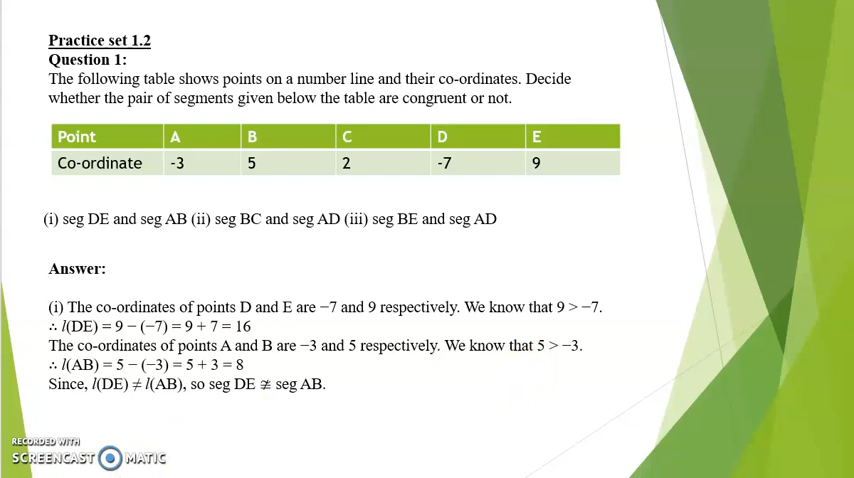 Practice set 1.2
Question 1:
The following table shows points on a number line and their co-ordinates. Decide
whether the pair of segments given below the table are congruent or not.
Point A B C D E
Co-ordinate -3 5 2 -7 9
(i) seg DE and seg AB (ii) seg BC and seg AD (iii) seg BE and seg AD
Answer:
(i) The co-ordinates of points D and E are −7 and 9 respectively. We know that 9 > −7.
∴ l(DE) = 9 − (−7) = 9 + 7 = 16
The co-ordinates of points A and B are −3 and 5 respectively. We know that 5 > −3.
∴ l(AB) = 5 − (−3) = 5 + 3 = 8
Since, l(DE) ≠ l(AB), so seg DE ≇ seg AB.
RECORDED WITH
SCREENCAST MATIC